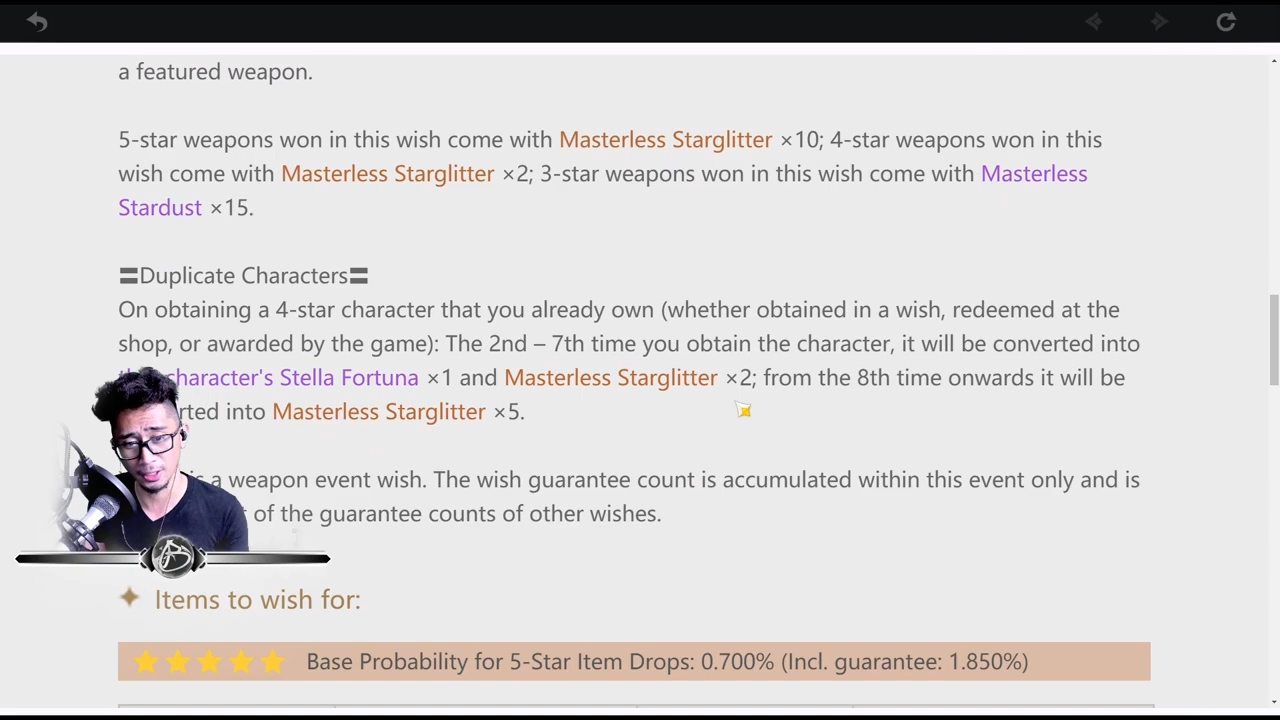 a featured weapon.
5-star weapons won in this wish come with Masterless Starglitter ×10; 4-star weapons won in this
wish come with Masterless Starglitter ×2; 3-star weapons won in this wish come with Masterless
Stardust ×15.
〓Duplicate Characters〓
On obtaining a 4-star character that you already own (whether obtained in a wish, redeemed at the
shop, or awarded by the game): The 2nd – 7th time you obtain the character, it will be converted into
character's Stella Fortuna ×1 and Masterless Starglitter ×2; from the 8th time onwards it will be
rted into Masterless Starglitter ×5.
a weapon event wish. The wish guarantee count is accumulated within this event only and is
of the guarantee counts of other wishes.
Items to wish for:
Base Probability for 5-Star Item Drops: 0.700% (Incl. guarantee: 1.850%)